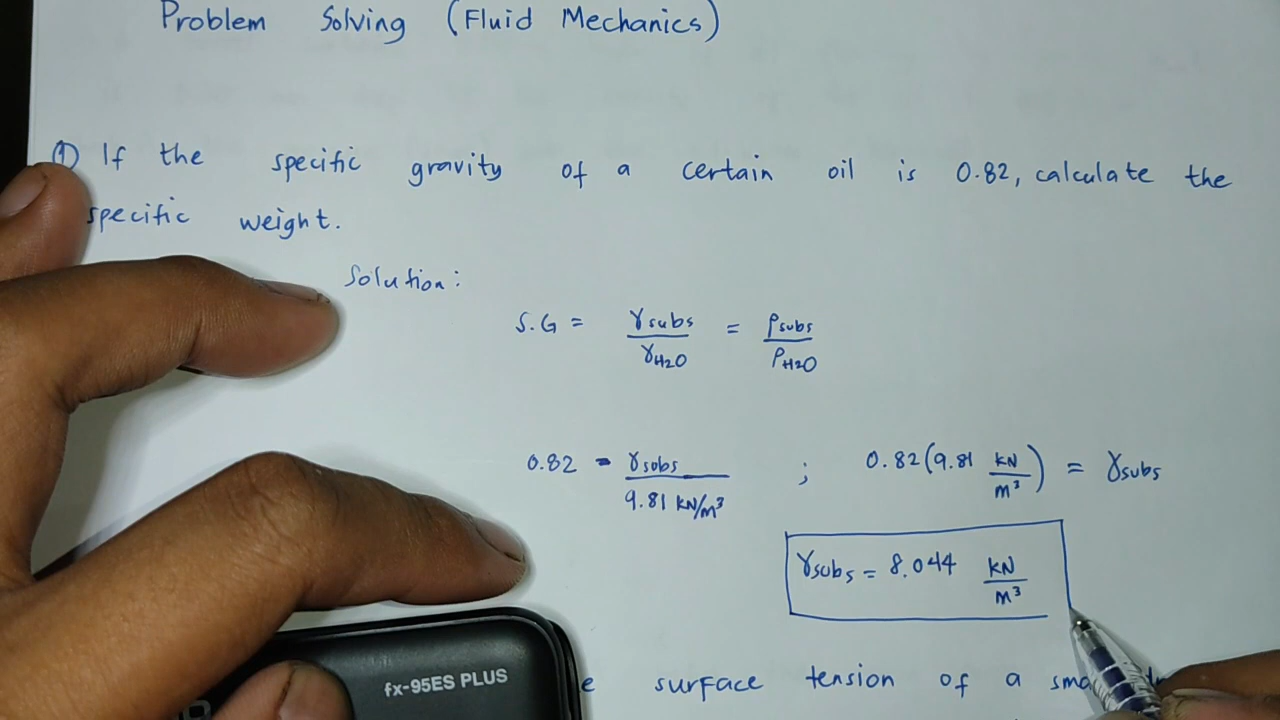 Problem Solving (Fluid Mechanics)
① If the specific gravity of a certain oil is 0.82, calculate the
specific weight.
Solution:
S.G = γsubs/γH2O = ρsubs/ρH2O
0.82 = γsubs/9.81 KN/m³ ; 0.82(9.81 KN/m³) = γsubs
γsubs = 8.044 KN/m³
fx-95ES PLUS
surface tension of a